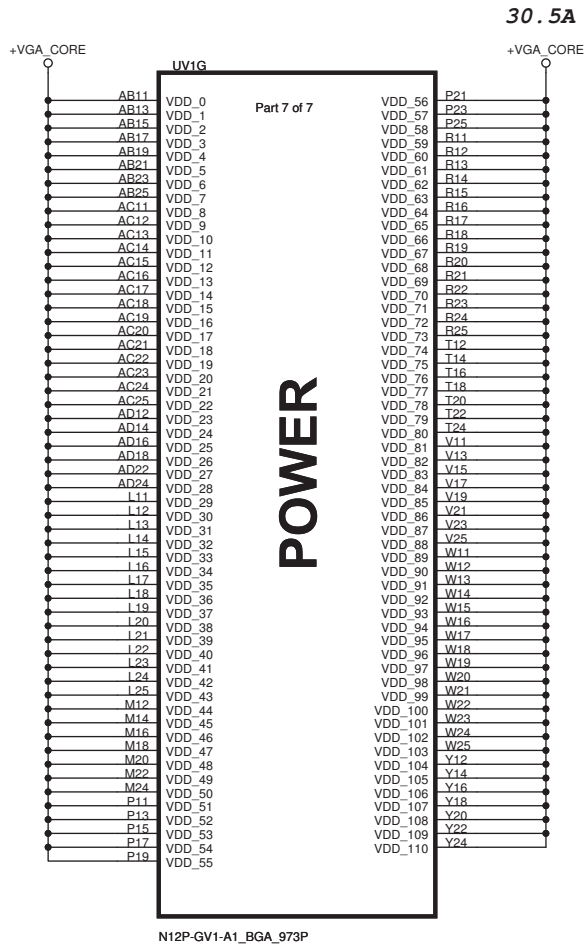 30.5A
+VGA_CORE +VGA_CORE
UV1G
Part 7 of 7
AB11 VDD_0 VDD_56 P21
AB13 VDD_1 VDD_57 P23
AB15 VDD_2 VDD_58 P25
AB17 VDD_3 VDD_59 R11
AB19 VDD_4 VDD_60 R12
AB21 VDD_5 VDD_61 R13
AB23 VDD_6 VDD_62 R14
AB25 VDD_7 VDD_63 R15
AC11 VDD_8 VDD_64 R16
AC12 VDD_9 VDD_65 R17
AC13 VDD_10 VDD_66 R18
AC14 VDD_11 VDD_67 R19
AC15 VDD_12 VDD_68 R20
AC16 VDD_13 VDD_69 R21
AC17 VDD_14 VDD_70 R22
AC18 VDD_15 VDD_71 R23
AC19 VDD_16 VDD_72 R24
AC20 VDD_17 VDD_73 R25
AC21 VDD_18 VDD_74 T12
AC22 VDD_19 VDD_75 T14
AC23 VDD_20 VDD_76 T16
AC24 VDD_21 VDD_77 T18
AC25 VDD_22 VDD_78 T20
AD12 VDD_23 VDD_79 T22
AD14 VDD_24 VDD_80 T24
AD16 VDD_25 VDD_81 V11
AD18 VDD_26 VDD_82 V13
AD22 VDD_27 VDD_83 V15
AD24 VDD_28 VDD_84 V17
L11 VDD_29 VDD_85 V19
L12 VDD_30 VDD_86 V21
L13 VDD_31 VDD_87 V23
L14 VDD_32 VDD_88 V25
L15 VDD_33 VDD_89 W11
L16 VDD_34 VDD_90 W12
L17 VDD_35 VDD_91 W13
L18 VDD_36 VDD_92 W14
L19 VDD_37 VDD_93 W15
L20 VDD_38 VDD_94 W16
L21 VDD_39 VDD_95 W17
L22 VDD_40 VDD_96 W18
L23 VDD_41 VDD_97 W19
L24 VDD_42 VDD_98 W20
L25 VDD_43 VDD_99 W21
M12 VDD_44 VDD_100 W22
M14 VDD_45 VDD_101 W23
M16 VDD_46 VDD_102 W24
M18 VDD_47 VDD_103 W25
M20 VDD_48 VDD_104 Y12
M22 VDD_49 VDD_105 Y14
M24 VDD_50 VDD_106 Y16
P11 VDD_51 VDD_107 Y18
P13 VDD_52 VDD_108 Y20
P15 VDD_53 VDD_109 Y22
P17 VDD_54 VDD_110 Y24
P19 VDD_55
POWER
N12P-GV1-A1_BGA_973P